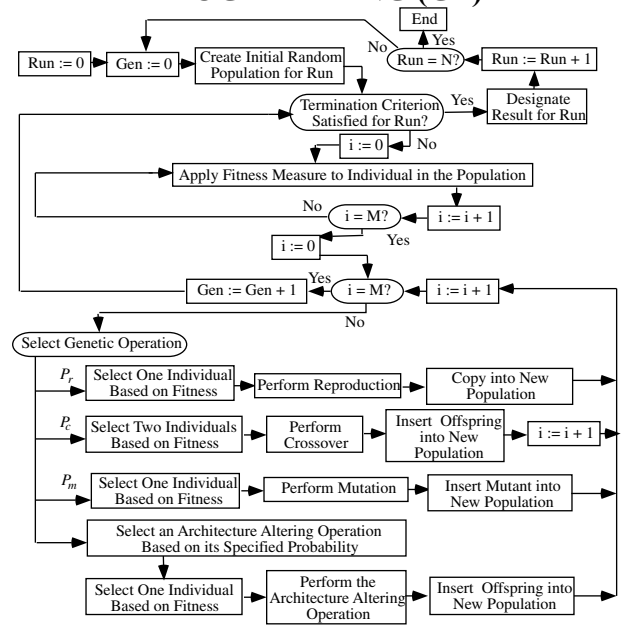 End
No
Yes
Run := 0
Gen := 0
Create Initial Random
Population for Run
Run = N?
Run := Run + 1
Termination Criterion
Satisfied for Run?
Yes
Designate
Result for Run
i := 0
No
Apply Fitness Measure to Individual in the Population
No
i = M?
i := i + 1
Yes
i := 0
Gen := Gen + 1
Yes
i = M?
i := i + 1
No
Select Genetic Operation
Pr
Select One Individual
Based on Fitness
Perform Reproduction
Copy into New
Population
Pc
Select Two Individuals
Based on Fitness
Perform
Crossover
Insert Offspring
into New
Population
i := i + 1
Pm
Select One Individual
Based on Fitness
Perform Mutation
Insert Mutant into
New Population
Select an Architecture Altering Operation
Based on its Specified Probability
Select One Individual
Based on Fitness
Perform the
Architecture Altering
Operation
Insert Offspring into
New Population